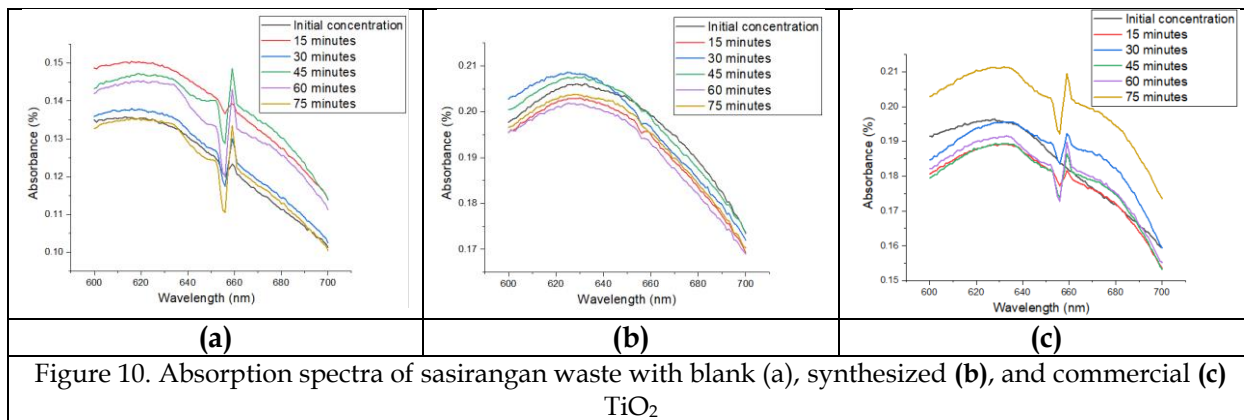 Initial concentration
15 minutes
30 minutes
45 minutes
60 minutes
75 minutes
0.15
0.14
0.13
0.12
0.11
0.10
Absorbance (%)
600
620
640
660
680
700
Wavelength (nm)
(a)
Initial concentration
15 minutes
30 minutes
45 minutes
60 minutes
75 minutes
0.21
0.20
0.19
0.18
0.17
Absorbance (%)
600
620
640
660
680
700
Wavelength (nm)
(b)
Initial concentration
15 minutes
30 minutes
45 minutes
60 minutes
75 minutes
0.21
0.20
0.19
0.18
0.17
0.16
0.15
Absorbance (%)
600
620
640
660
680
700
Wavelength (nm)
(c)
Figure 10. Absorption spectra of sasirangan waste with blank (a), synthesized (b), and commercial (c)
TiO₂